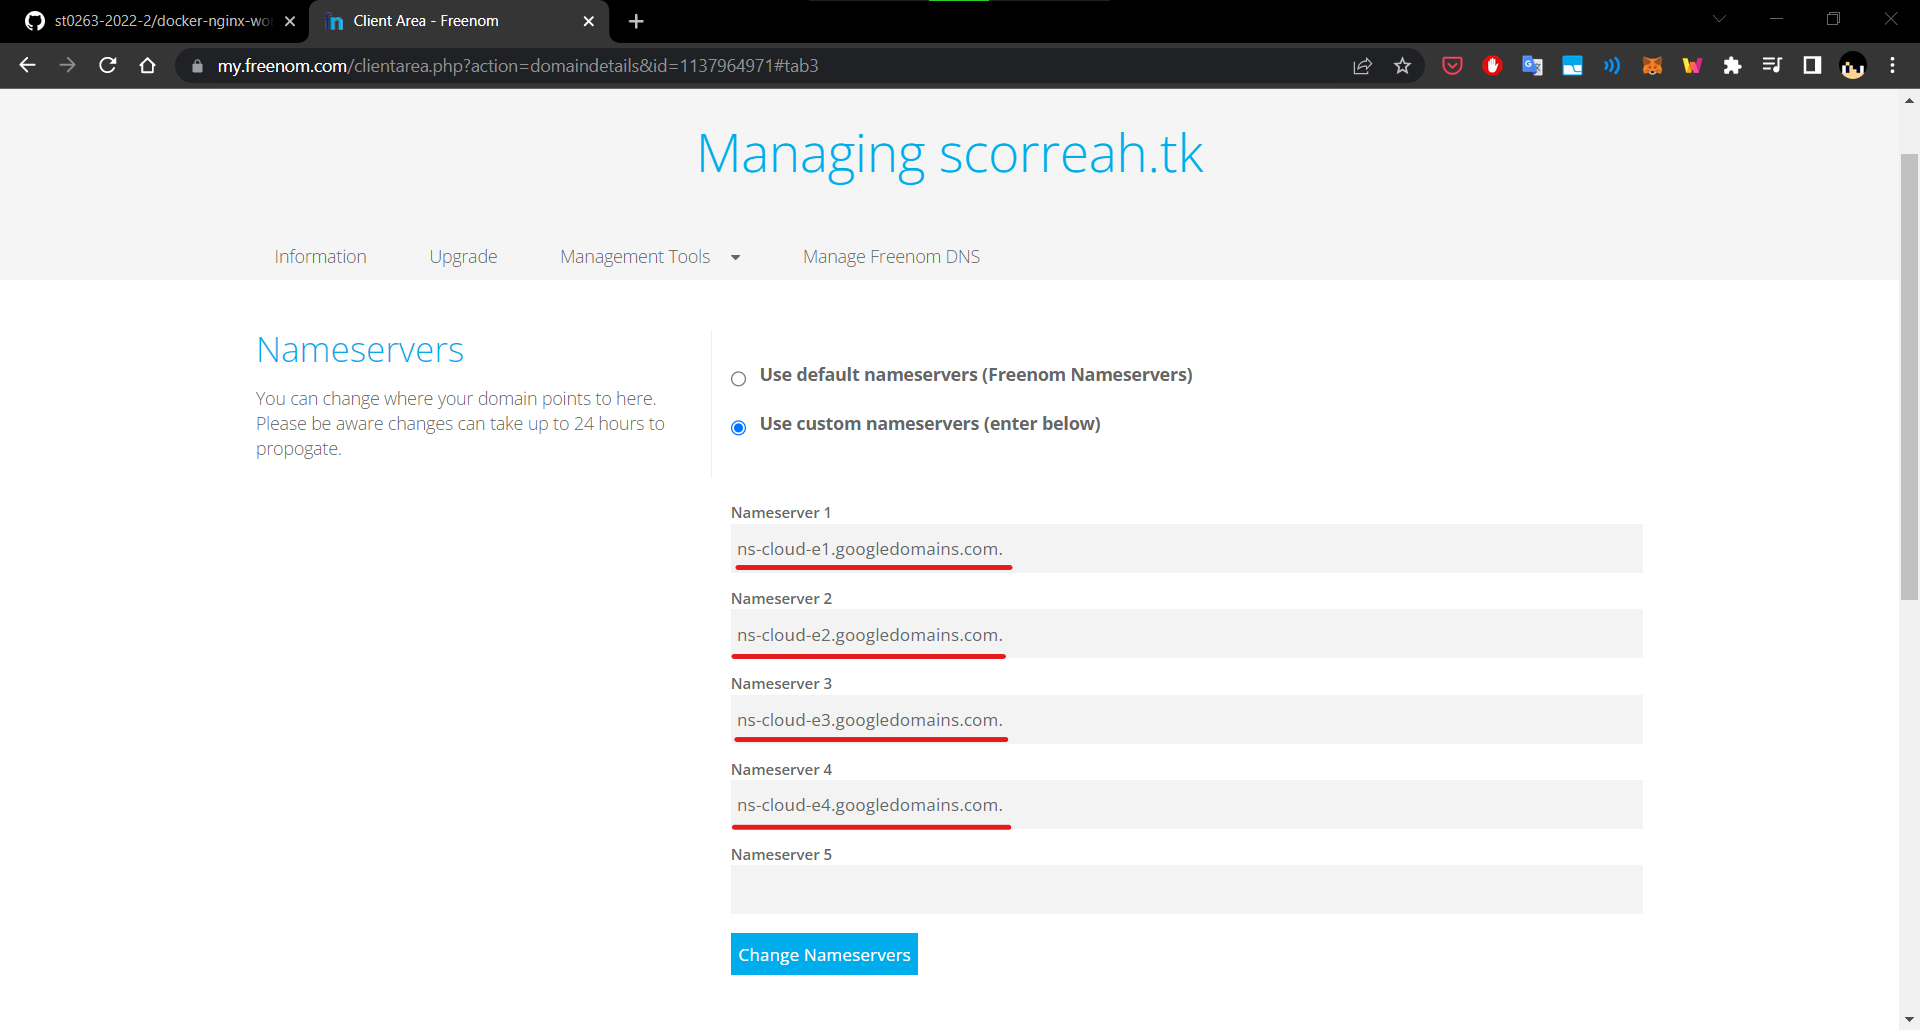 st0263-2022-2/docker-nginx-wo
Client Area - Freenom
my.freenom.com/clientarea.php?action=domaindetails&id=1137964971#tab3
Managing scorreah.tk
Information
Upgrade
Management Tools
Manage Freenom DNS
Nameservers
You can change where your domain points to here.
Please be aware changes can take up to 24 hours to
propogate.
Use default nameservers (Freenom Nameservers)
Use custom nameservers (enter below)
Nameserver 1
ns-cloud-e1.googledomains.com.
Nameserver 2
ns-cloud-e2.googledomains.com.
Nameserver 3
ns-cloud-e3.googledomains.com.
Nameserver 4
ns-cloud-e4.googledomains.com.
Nameserver 5
Change Nameservers